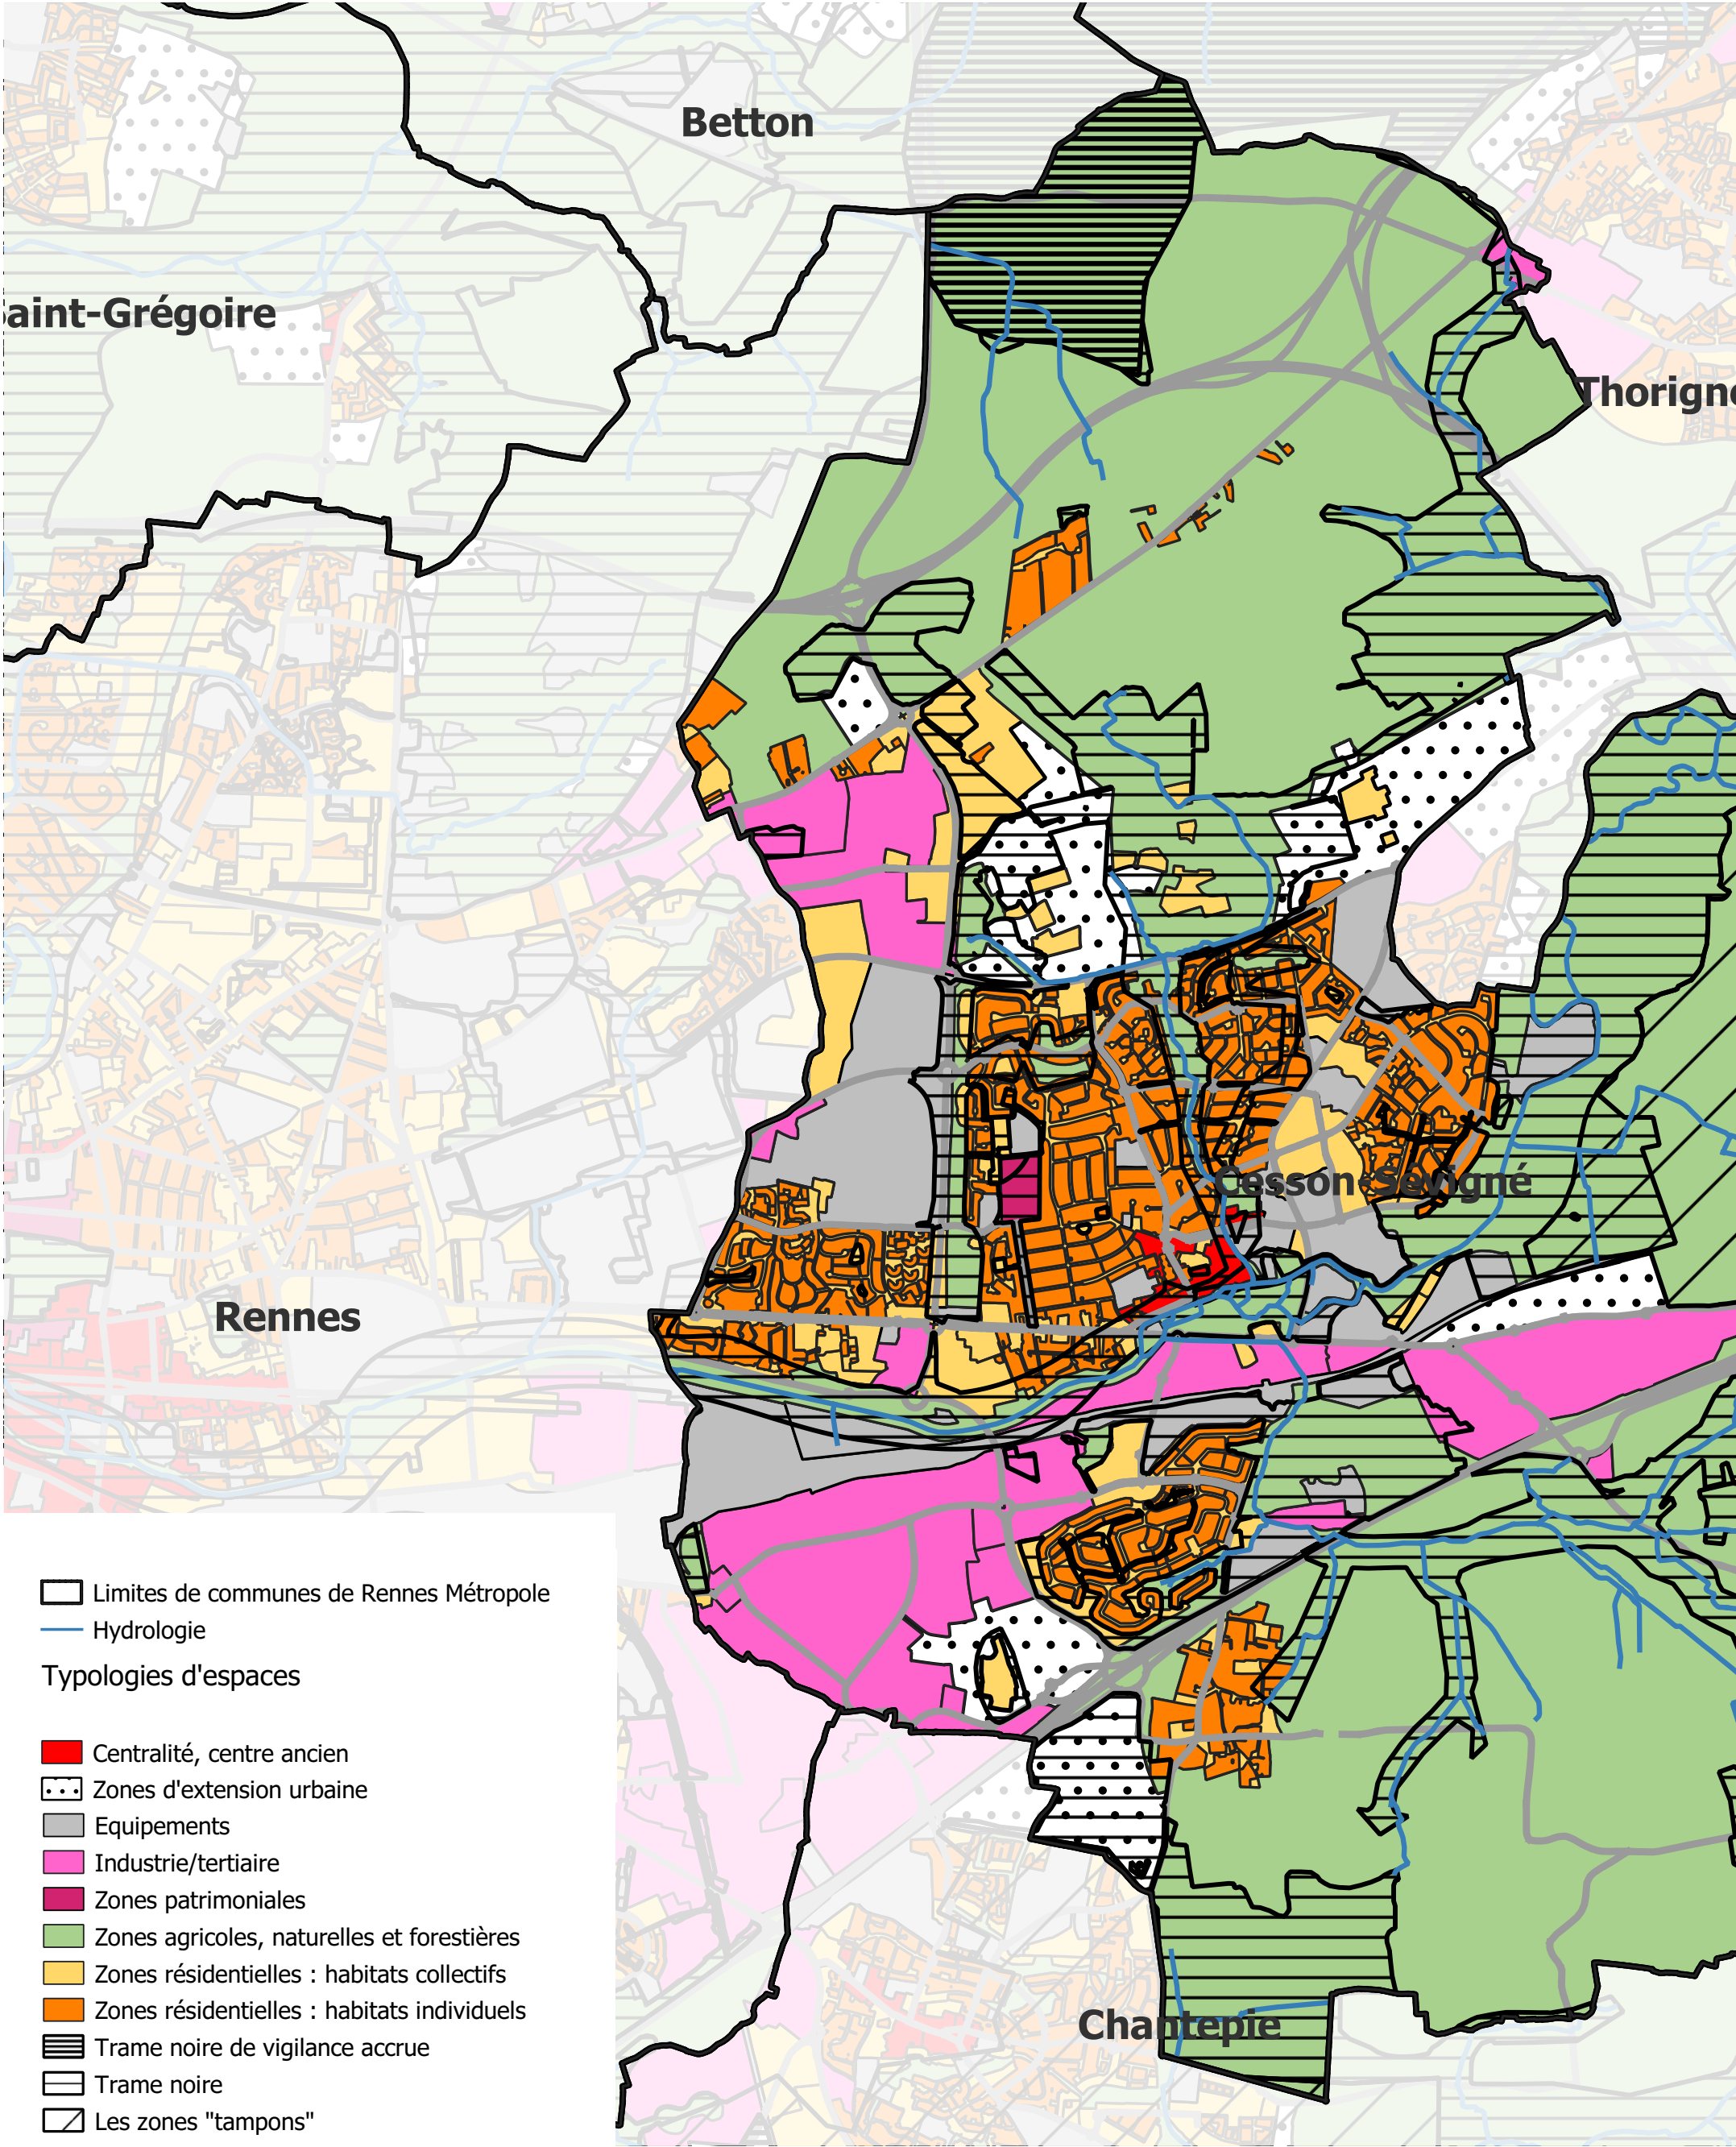 Betton
aint-Grégoire
Thorign
Cesson-Sévigné
Rennes
Chantepie
Limites de communes de Rennes Métropole
Hydrologie
Typologies d'espaces
Centralité, centre ancien
Zones d'extension urbaine
Equipements
Industrie/tertiaire
Zones patrimoniales
Zones agricoles, naturelles et forestières
Zones résidentielles : habitats collectifs
Zones résidentielles : habitats individuels
Trame noire de vigilance accrue
Trame noire
Les zones "tampons"